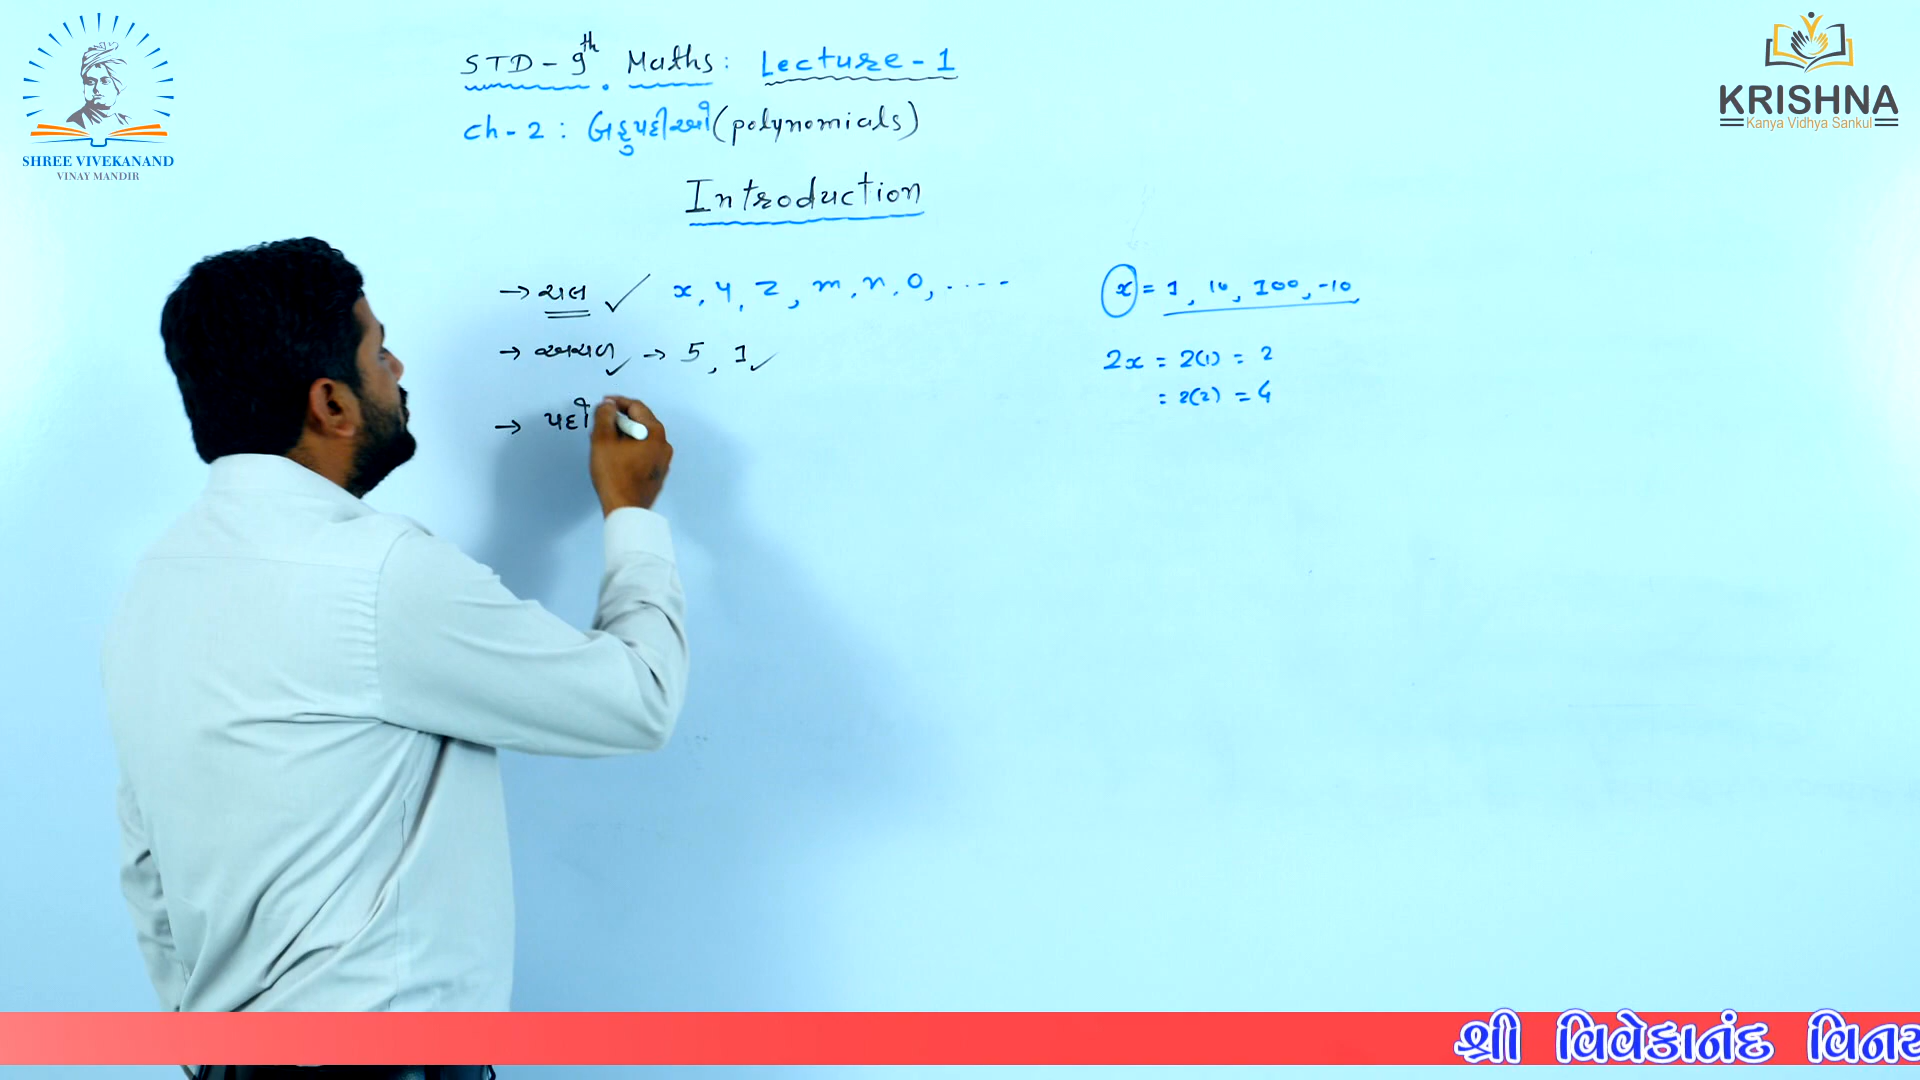 SHREE VIVEKANAND
VINAY MANDIR
KRISHNA
Kanya Vidhya Sankul
STD - 9th Maths : Lecture - 1
ch - 2 : બહુપદીઓ (polynomials)
Introduction
→ ચલ ✓ x, y, z, m, n, o, ....
→ અચલ ✓ → 5, 1 ✓
→ પદો
x = 1, 10, 100, -10,
2x = 2(1) = 2
= 2(2) = 4
શ્રી વિવેકાનંદ વિનય